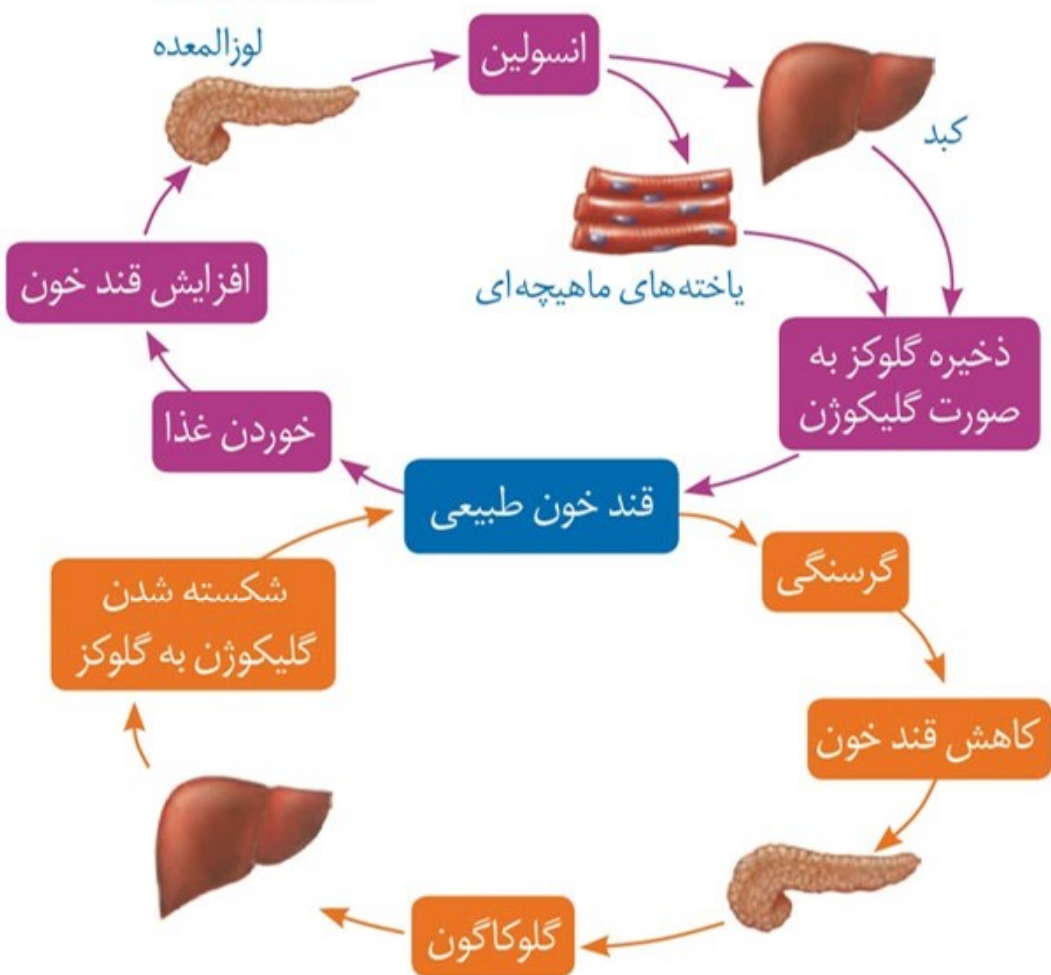 لوزالمعده
انسولین
کبد
یاخته‌های ماهیچه‌ای
افزایش قند خون
ذخیره گلوکز به
صورت گلیکوژن
خوردن غذا
قند خون طبیعی
گرسنگی
شکسته شدن
گلیکوژن به گلوکز
کاهش قند خون
گلوکاگون